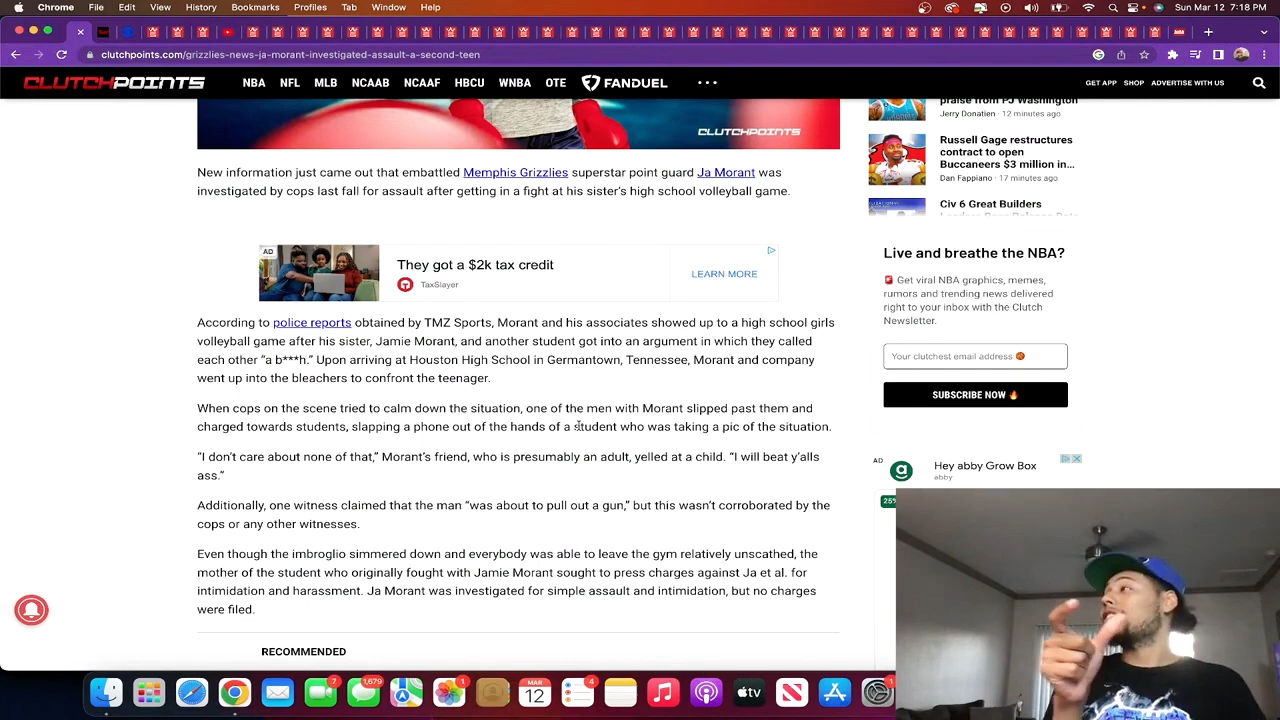 Chrome File Edit View History Bookmarks Profiles Tab Window Help
Sun Mar 12 7:18 PM
clutchpoints.com/grizzlies-news-ja-morant-investigated-assault-a-second-teen
CLUTCHPOINTS NBA NFL MLB NCAAB NCAAF HBCU WNBA OTE FANDUEL
GET APP SHOP ADVERTISE WITH US
CLUTCHPOINTS
New information just came out that embattled Memphis Grizzlies superstar point guard Ja Morant was
investigated by cops last fall for assault after getting in a fight at his sister's high school volleyball game.
AD
They got a $2k tax credit
TaxSlayer
LEARN MORE
According to police reports obtained by TMZ Sports, Morant and his associates showed up to a high school girls
volleyball game after his sister, Jamie Morant, and another student got into an argument in which they called
each other "a b***h." Upon arriving at Houston High School in Germantown, Tennessee, Morant and company
went up into the bleachers to confront the teenager.
When cops on the scene tried to calm down the situation, one of the men with Morant slipped past them and
charged towards students, slapping a phone out of the hands of a student who was taking a pic of the situation.
"I don't care about none of that," Morant's friend, who is presumably an adult, yelled at a child. "I will beat y'alls
ass."
Additionally, one witness claimed that the man "was about to pull out a gun," but this wasn't corroborated by the
cops or any other witnesses.
Even though the imbroglio simmered down and everybody was able to leave the gym relatively unscathed, the
mother of the student who originally fought with Jamie Morant sought to press charges against Ja et al. for
intimidation and harassment. Ja Morant was investigated for simple assault and intimidation, but no charges
were filed.
RECOMMENDED
praise from PJ Washington
Jerry Donatien · 12 minutes ago
Russell Gage restructures
contract to open
Buccaneers $3 million in...
Dan Fappiano · 17 minutes ago
Civ 6 Great Builders
Live and breathe the NBA?
🚨 Get viral NBA graphics, memes,
rumors and trending news delivered
right to your inbox with the Clutch
Newsletter.
Your clutchest email address 🏀
SUBSCRIBE NOW 🔥
AD
Hey abby Grow Box
abby
25%
7
1,679
MAR
12
1
4
tv
1